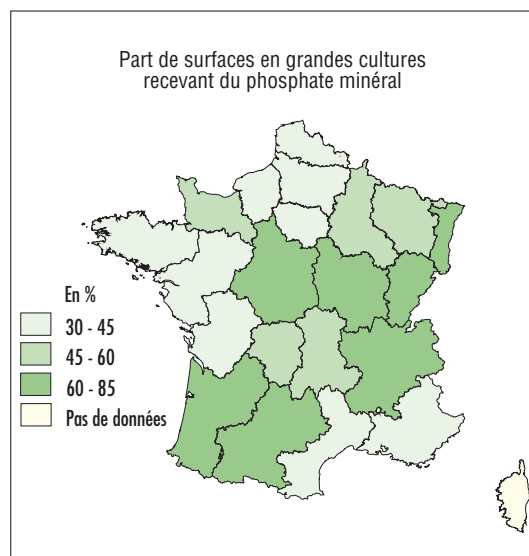 Part de surfaces en grandes cultures
recevant du phosphate minéral
En %
30 - 45
45 - 60
60 - 85
Pas de données